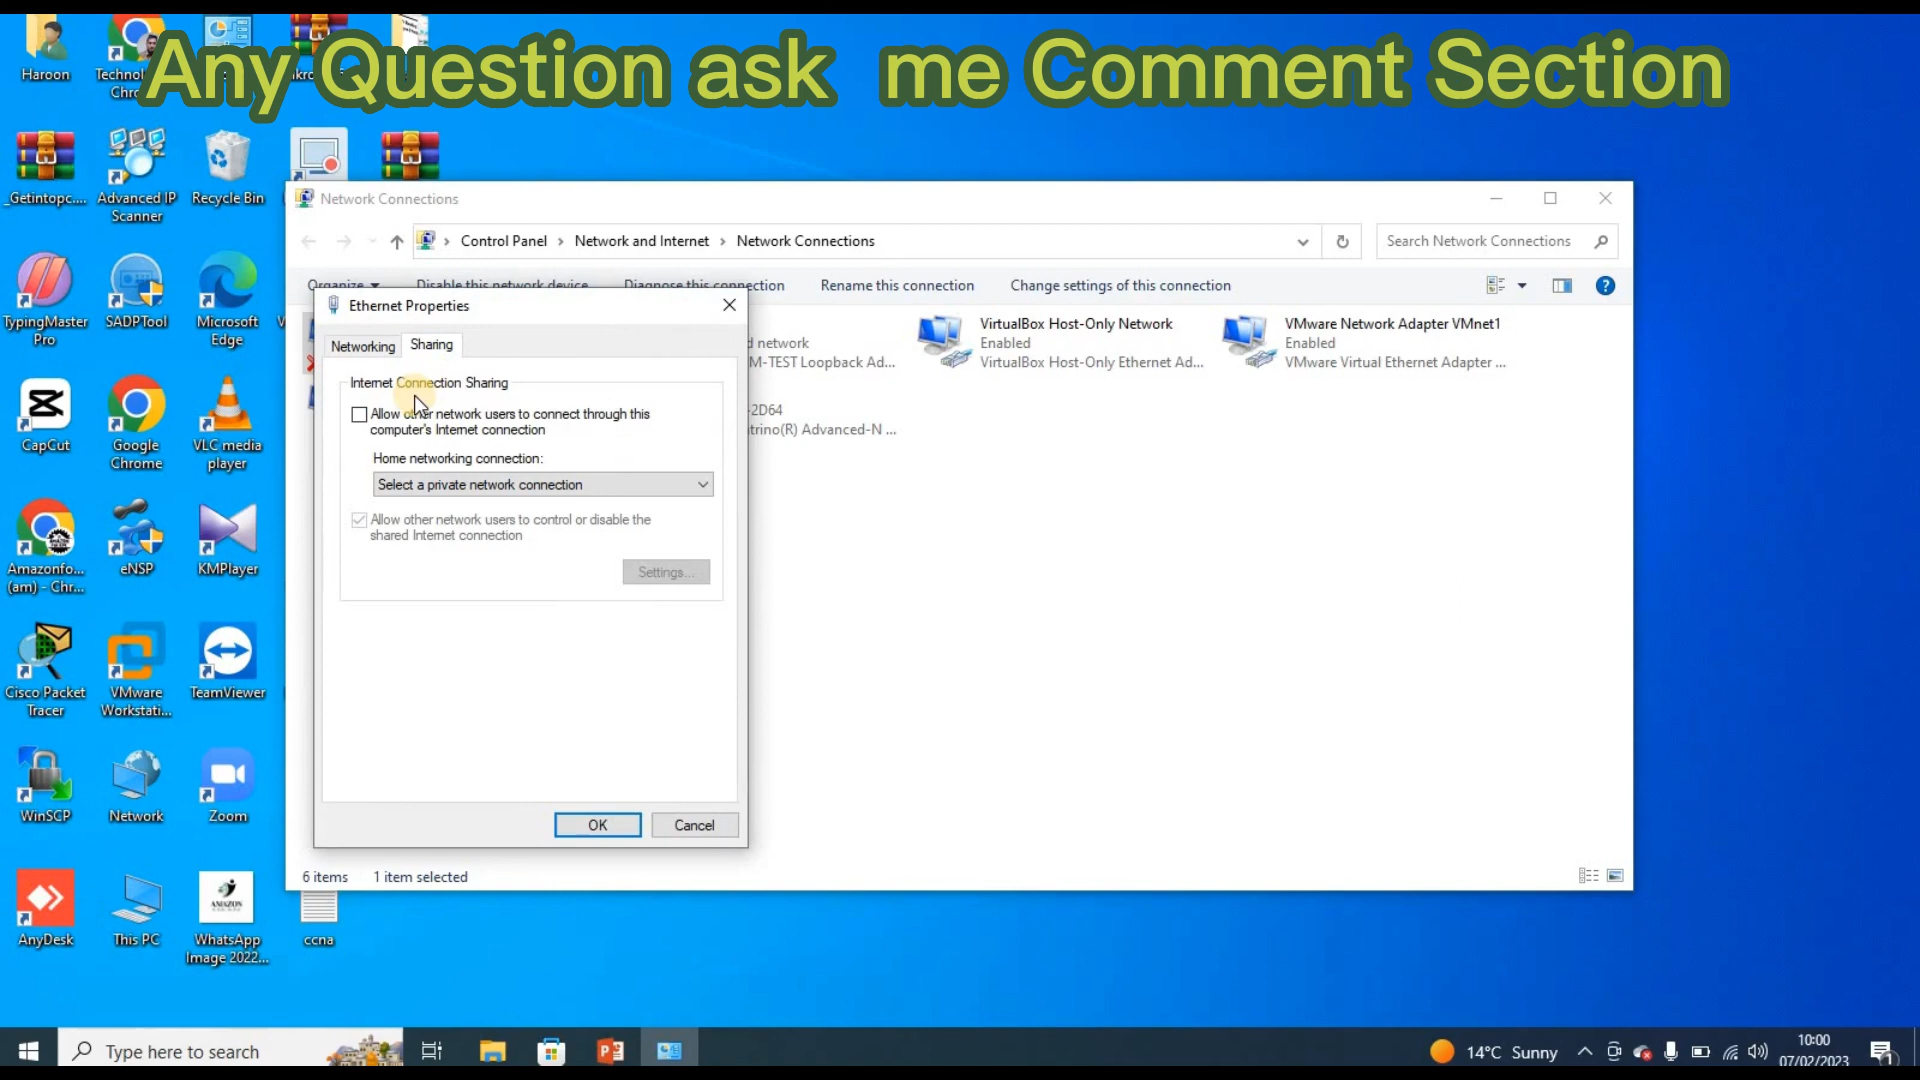 Any Question ask me Comment Section
Haroon
Recycle Bin
_Getintopc....
Advanced IP
Scanner
TypingMaster
Pro
SADPTool
Microsoft
Edge
CapCut
Google
Chrome
VLC media
player
Amazonfo...
(am) - Chr...
eNSP
KMPlayer
Cisco Packet
Tracer
VMware
Workstati...
TeamViewer
WinSCP
Network
Zoom
AnyDesk
This PC
AMAZON
WhatsApp
Image 2022...
ccna
Network Connections
Control Panel › Network and Internet › Network Connections
Search Network Connections
Organize
Disable this network device
Diagnose this connection
Rename this connection
Change settings of this connection
Ethernet Properties
Networking
Sharing
Internet Connection Sharing
Allow other network users to connect through this
computer's Internet connection
Home networking connection:
Select a private network connection
Allow other network users to control or disable the
shared Internet connection
Settings...
OK
Cancel
d network
M-TEST Loopback Ad...
-2D64
trino(R) Advanced-N ...
VirtualBox Host-Only Network
Enabled
VirtualBox Host-Only Ethernet Ad...
VMware Network Adapter VMnet1
Enabled
VMware Virtual Ethernet Adapter ...
6 items
1 item selected
Type here to search
14°C Sunny
10:00
07/02/2023
1